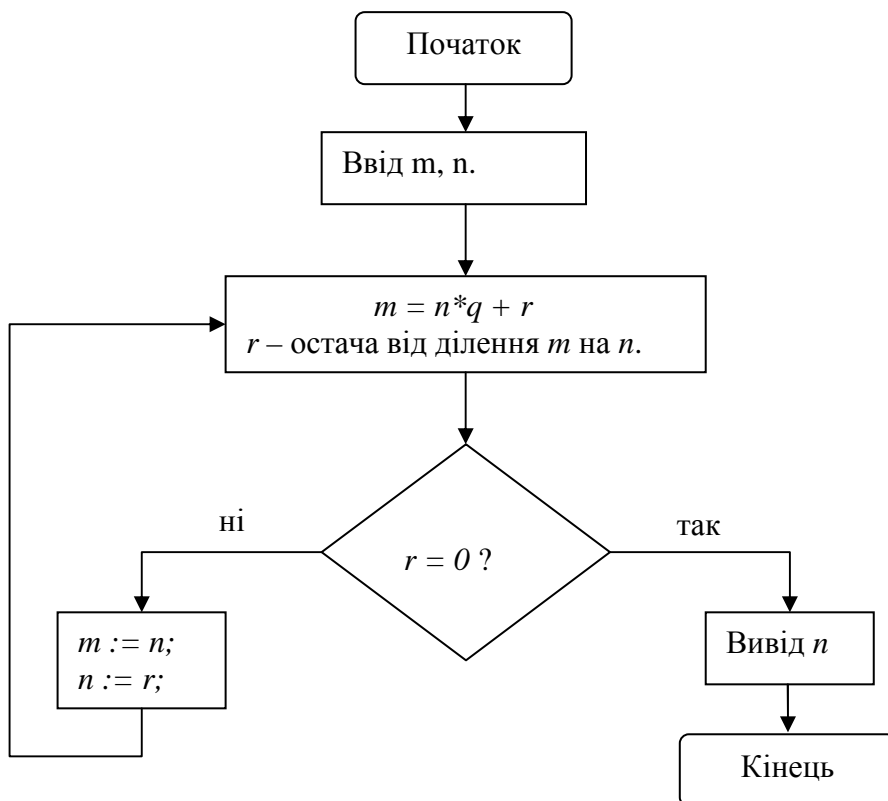 Початок
Ввід m, n.
m = n*q + r
r – остача від ділення m на n.
ні
так
r = 0 ?
m := n;
n := r;
Вивід n
Кінець